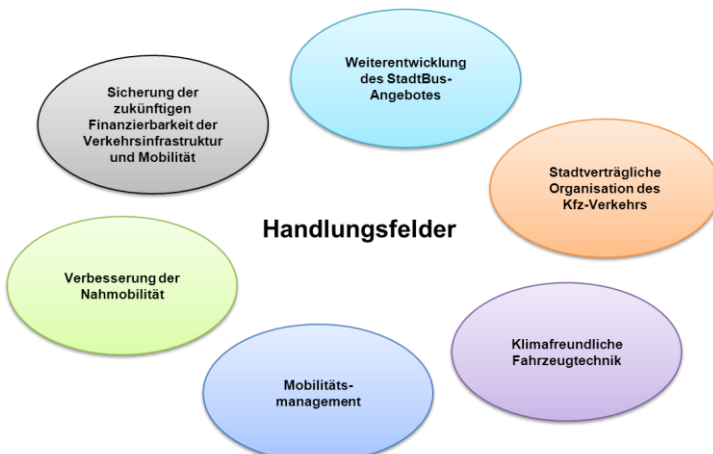 Weiterentwicklung
des StadtBus-
Angebotes
Sicherung der
zukünftigen
Finanzierbarkeit der
Verkehrsinfrastruktur
und Mobilität
Stadtverträgliche
Organisation des
Kfz-Verkehrs
Handlungsfelder
Verbesserung der
Nahmobilität
Klimafreundliche
Fahrzeugtechnik
Mobilitäts-
management